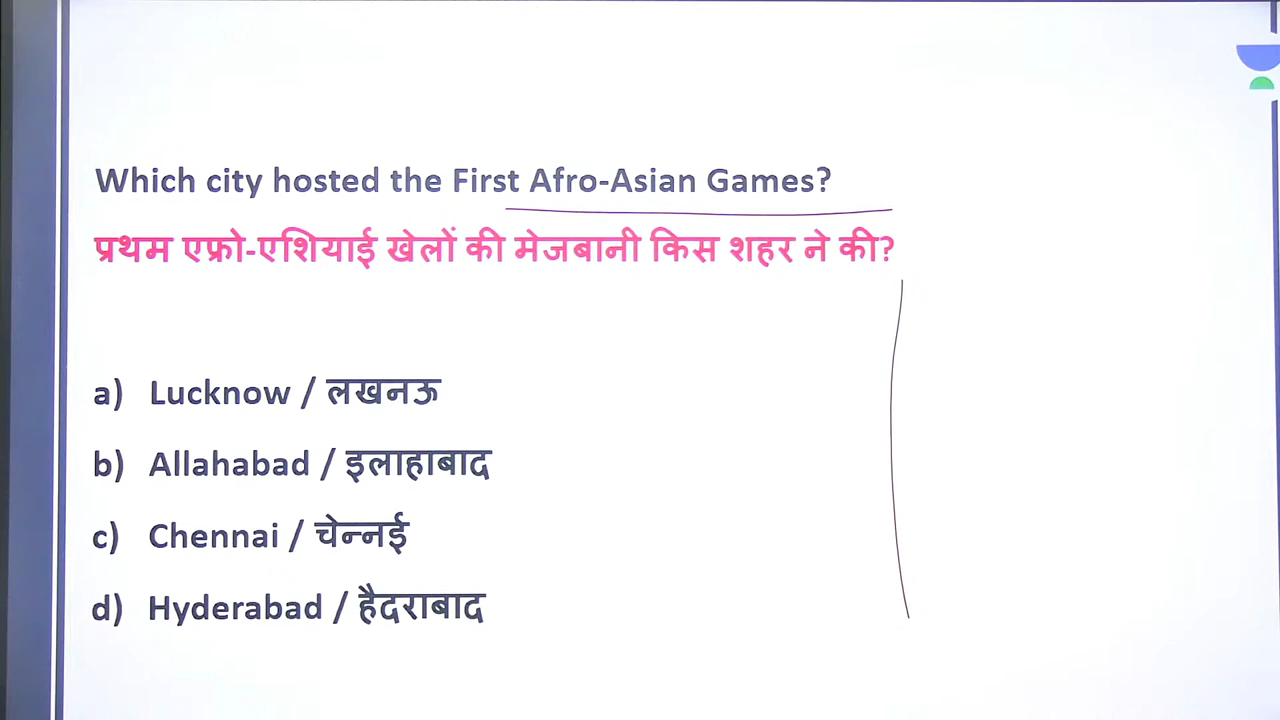 Which city hosted the First Afro-Asian Games?
प्रथम एफ्रो-एशियाई खेलों की मेजबानी किस शहर ने की?
a) Lucknow / लखनऊ
b) Allahabad / इलाहाबाद
c) Chennai / चेन्नई
d) Hyderabad / हैदराबाद